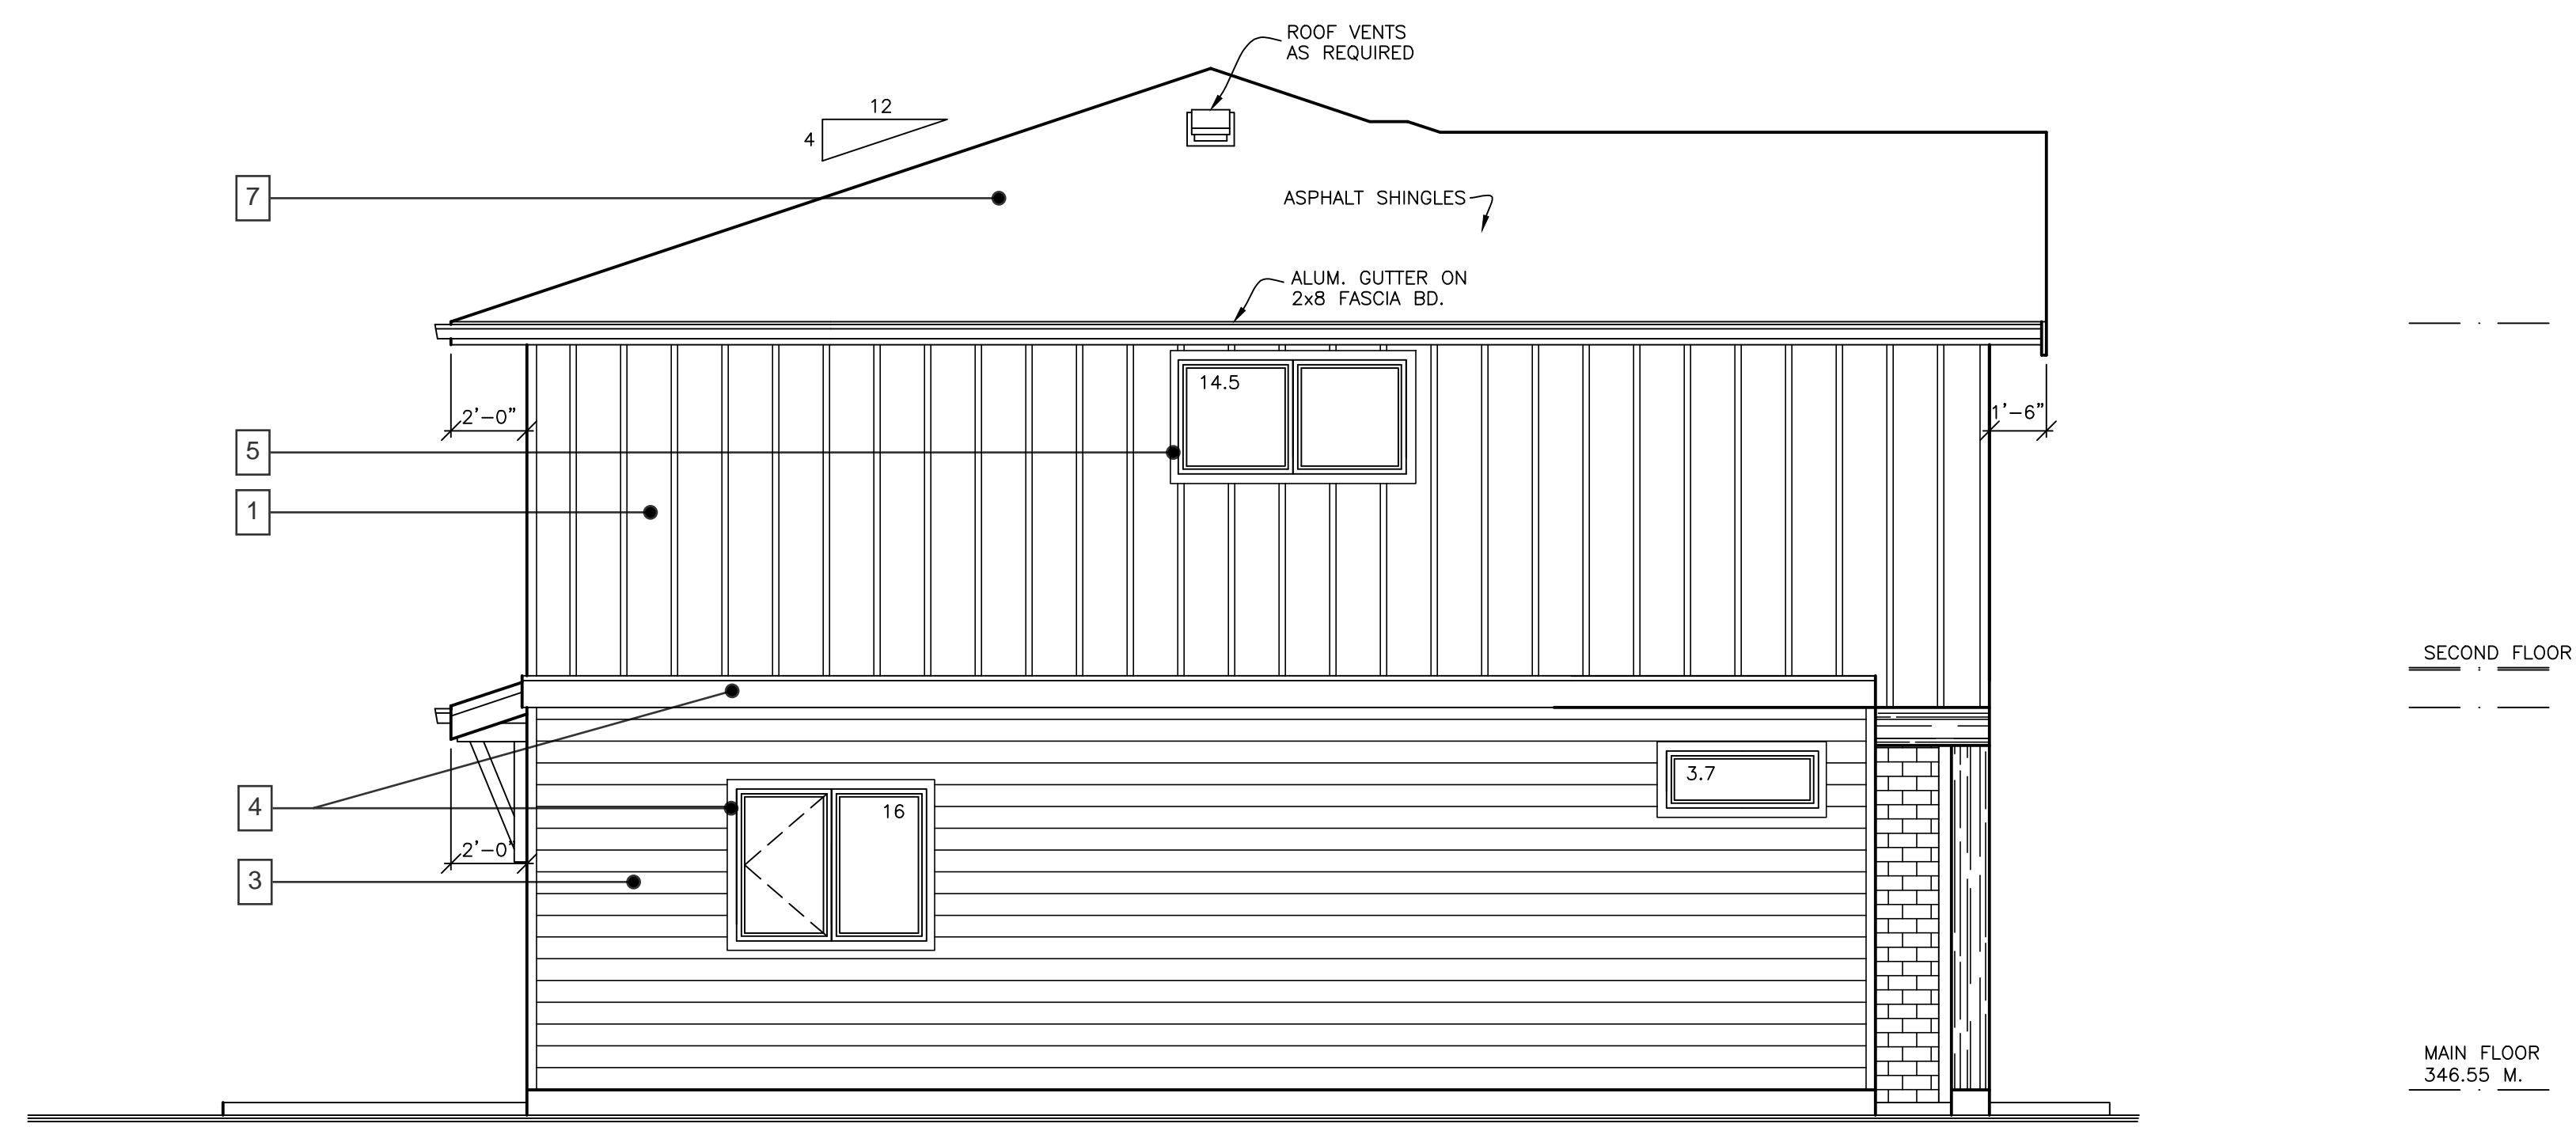 ROOF VENTS
AS REQUIRED
12
4
7
ASPHALT SHINGLES
ALUM. GUTTER ON
2x8 FASCIA BD.
14.5
2'-0"
1'-6"
5
1
SECOND FLOOR
4
3.7
16
2'-0"
3
MAIN FLOOR
346.55 M.